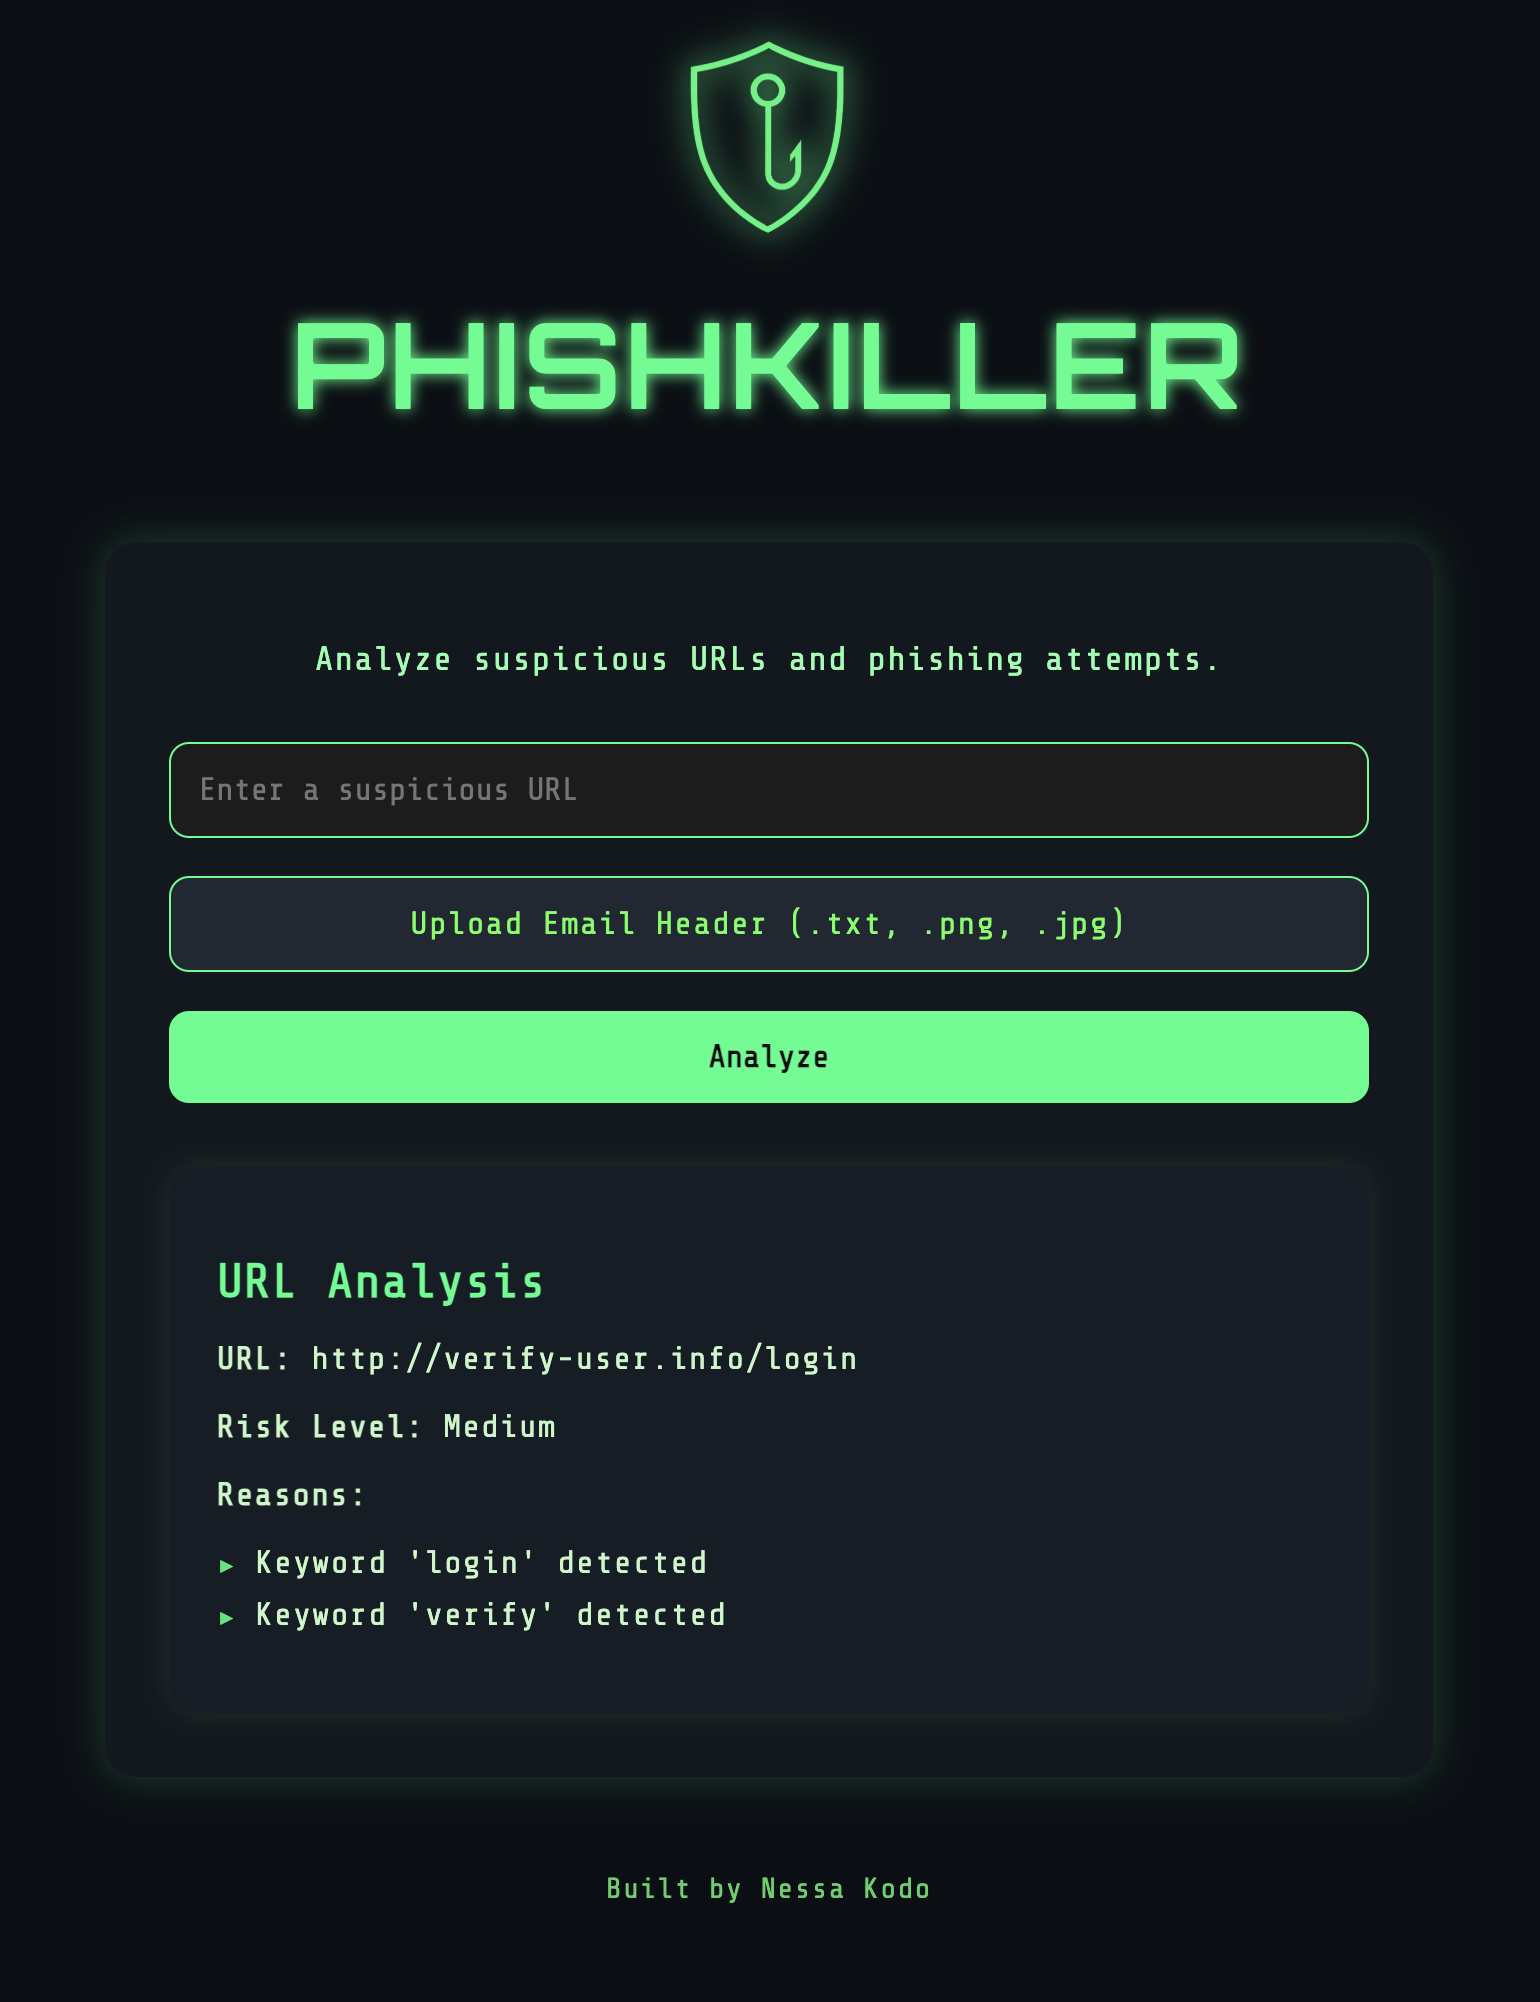 PHISHKILLER
Analyze suspicious URLs and phishing attempts.
Enter a suspicious URL
Upload Email Header (.txt, .png, .jpg)
Analyze
URL Analysis
URL: http://verify-user.info/login
Risk Level: Medium
Reasons:
▸ Keyword 'login' detected
▸ Keyword 'verify' detected
Built by Nessa Kodo